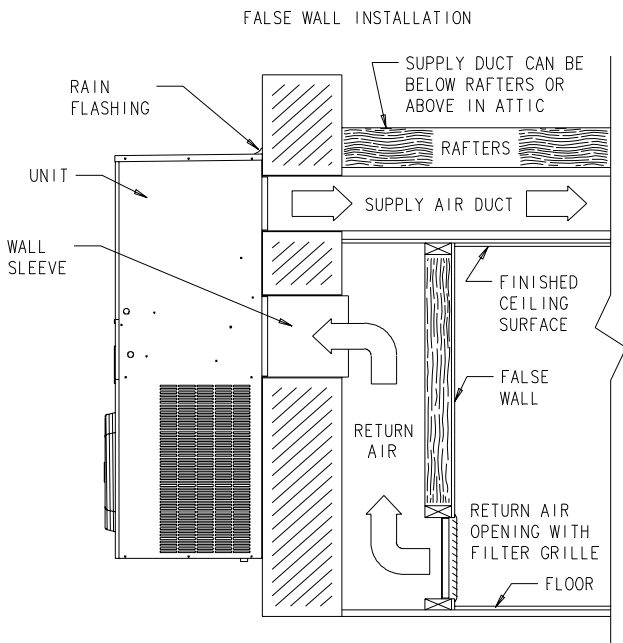 FALSE WALL INSTALLATION
SUPPLY DUCT CAN BE
BELOW RAFTERS OR
ABOVE IN ATTIC
RAIN
FLASHING
RAFTERS
UNIT
SUPPLY AIR DUCT
WALL
SLEEVE
FINISHED
CEILING
SURFACE
FALSE
WALL
RETURN
AIR
RETURN AIR
OPENING WITH
FILTER GRILLE
FLOOR